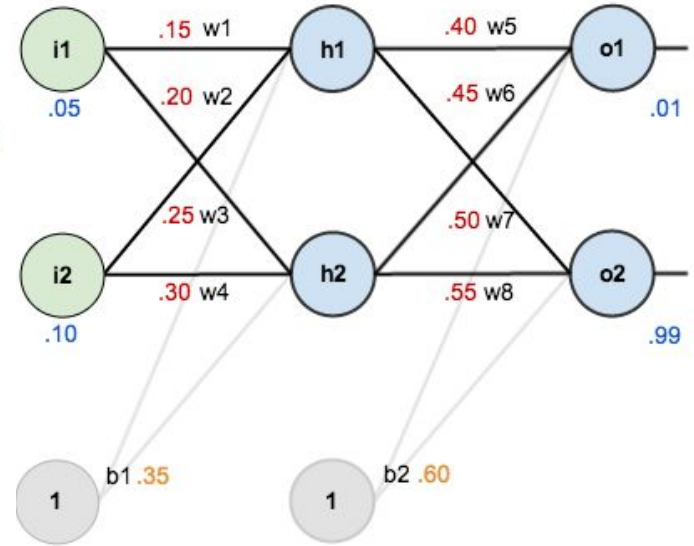 i1 .15 w1 h1 .40 w5 o1
.05 .20 w2 .45 w6 .01
.25 w3 .50 w7
i2 .30 w4 h2 .55 w8 o2
.10 .99
b1 .35 b2 .60
1 1